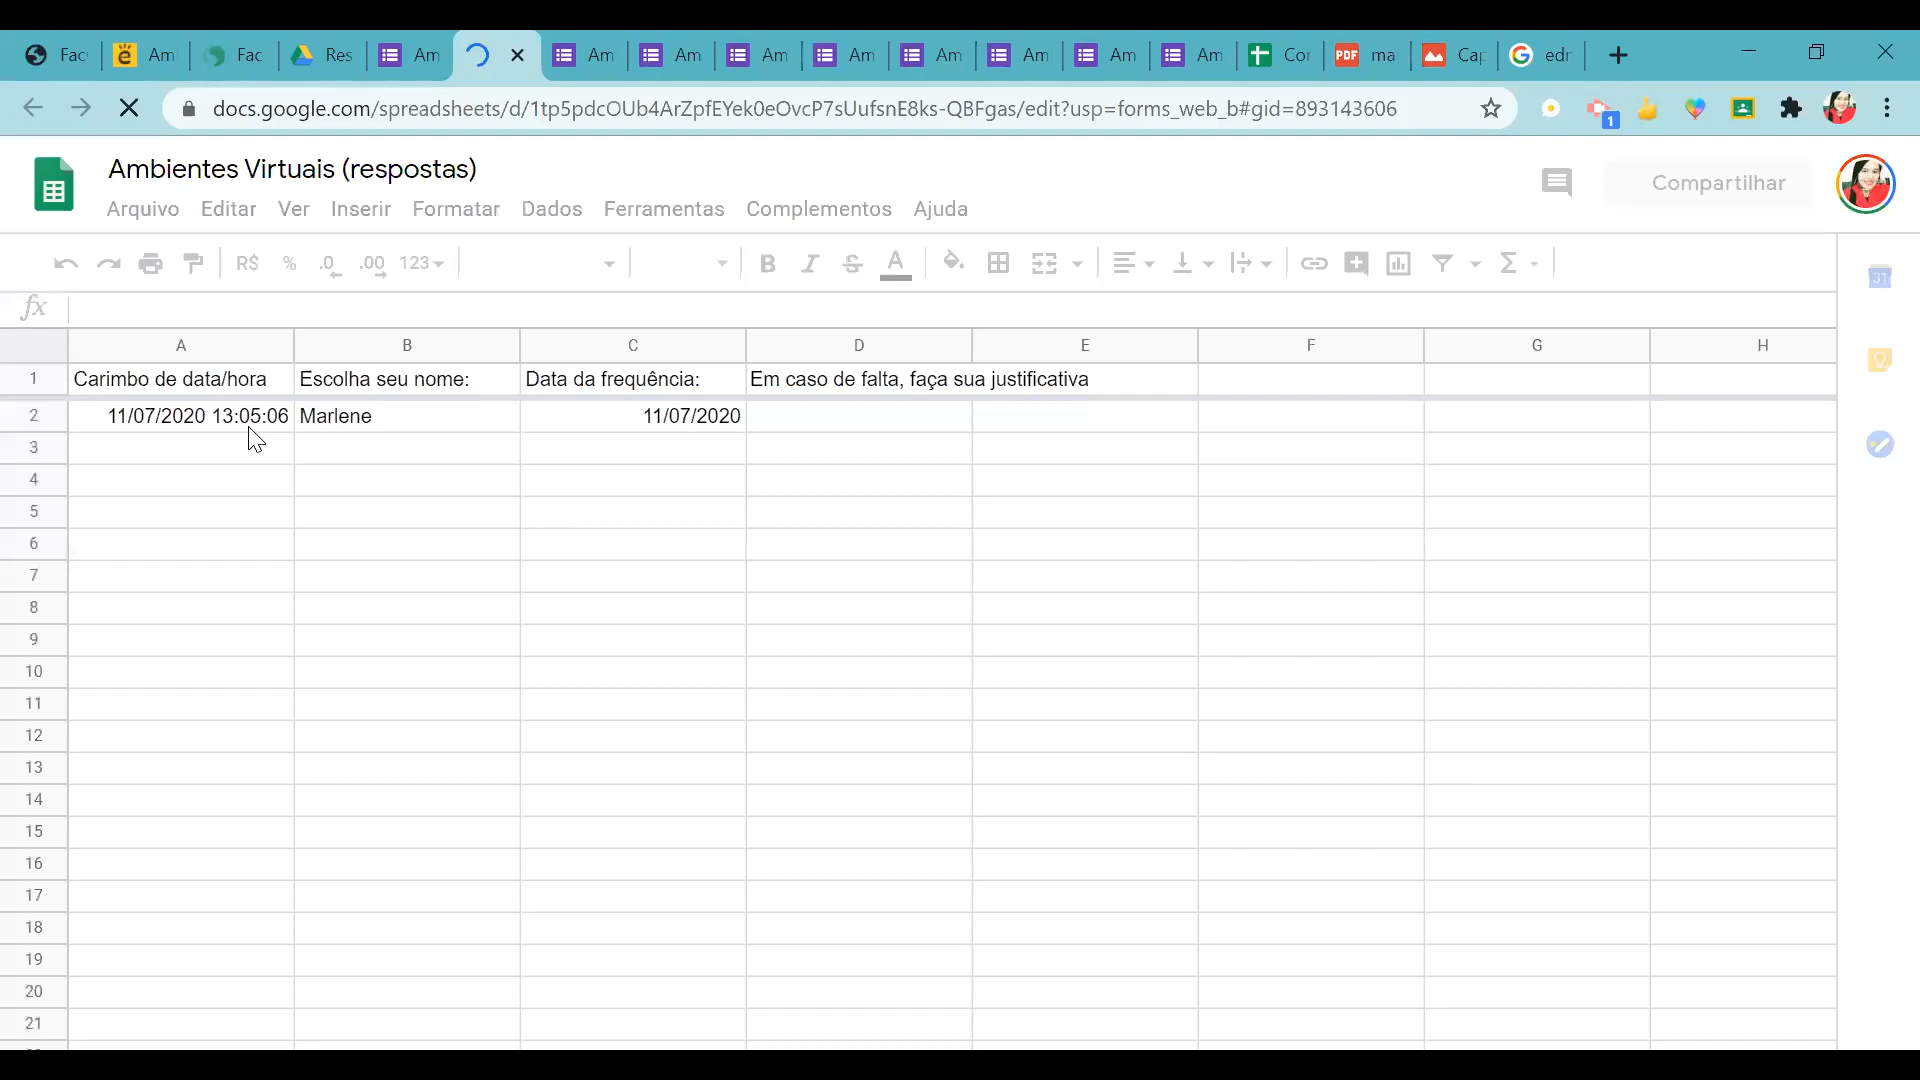 Fac Am Fac Res Am Am Am Am Am Am Am Am Am Cor PDF ma Cap edr
docs.google.com/spreadsheets/d/1tp5pdcOUb4ArZpfEYek0eOvcP7sUufsnE8ks-QBFgas/edit?usp=forms_web_b#gid=893143606
1
Ambientes Virtuais (respostas)
Compartilhar
Arquivo Editar Ver Inserir Formatar Dados Ferramentas Complementos Ajuda
R$ % .0 .00 123 B I S A Σ
31
fx
A B C D E F G H
1 Carimbo de data/hora Escolha seu nome: Data da frequência: Em caso de falta, faça sua justificativa
2 11/07/2020 13:05:06 Marlene 11/07/2020
3
4
5
6
7
8
9
10
11
12
13
14
15
16
17
18
19
20
21